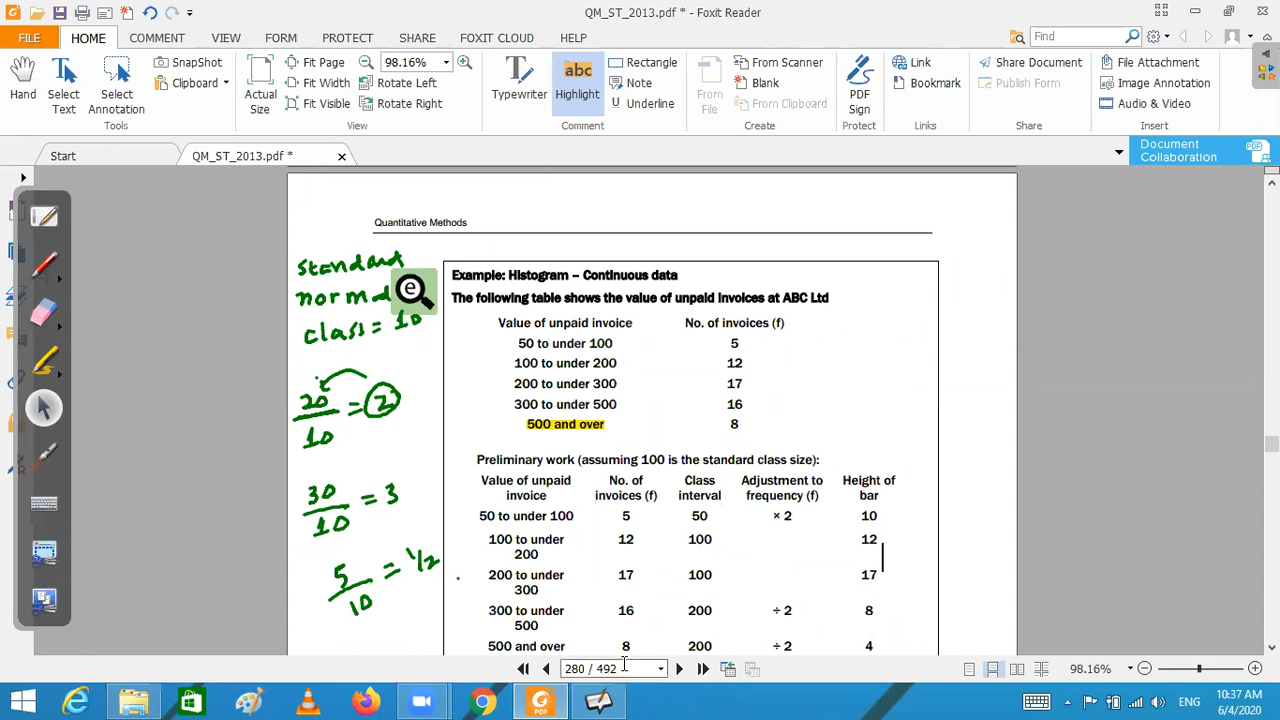 QM_ST_2013.pdf * - Foxit Reader
FILE
HOME
COMMENT
VIEW
FORM
PROTECT
SHARE
FOXIT CLOUD
HELP
Find
Hand
Select
Text
Select
Annotation
SnapShot
Clipboard
Tools
Actual
Size
Fit Page
Fit Width
Fit Visible
98.16%
Rotate Left
Rotate Right
View
Typewriter
abc
Highlight
Rectangle
Note
Underline
Comment
From
File
From Scanner
Blank
From Clipboard
Create
PDF
Sign
Protect
Link
Bookmark
Links
Share Document
Publish Form
Share
File Attachment
Image Annotation
Audio & Video
Insert
Start
QM_ST_2013.pdf *
Document
Collaboration
Quantitative Methods
standard
class = 10
20/10 = 2
30/10 = 3
5/10 = 1/2
Example: Histogram – Continuous data
The following table shows the value of unpaid invoices at ABC Ltd
Value of unpaid invoice No. of invoices (f)
50 to under 100 5
100 to under 200 12
200 to under 300 17
300 to under 500 16
500 and over 8
Preliminary work (assuming 100 is the standard class size):
Value of unpaid No. of Class Adjustment to Height of
invoice invoices (f) interval frequency (f) bar
50 to under 100 5 50 × 2 10
100 to under 12 100 12
200
200 to under 17 100 17
300
300 to under 16 200 ÷ 2 8
500
500 and over 8 200 ÷ 2 4
280 / 492
98.16%
PDF
ENG
10:37 AM
6/4/2020